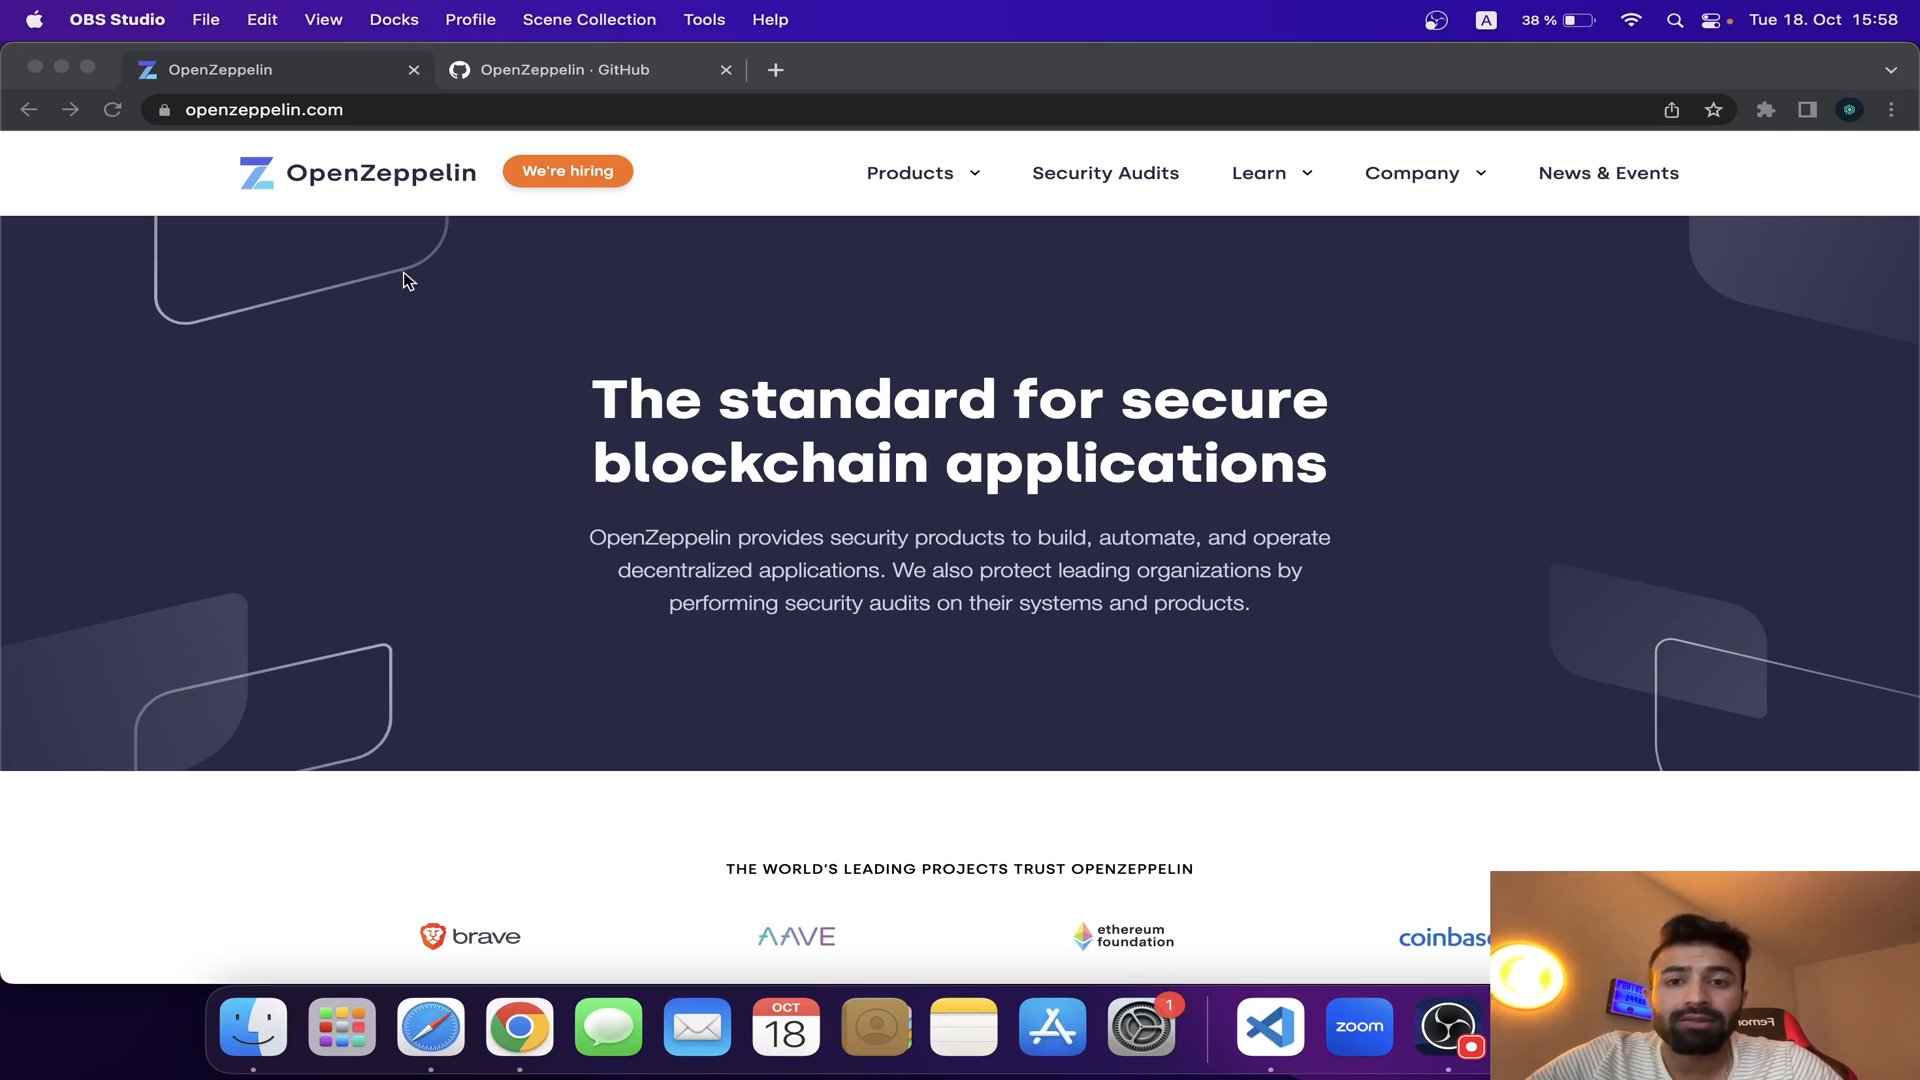 OBS Studio File Edit View Docks Profile Scene Collection Tools Help A 38 % Tue 18. Oct 15:58
OpenZeppelin OpenZeppelin · GitHub
openzeppelin.com
OpenZeppelin We're hiring Products Security Audits Learn Company News & Events
The standard for secure
blockchain applications
OpenZeppelin provides security products to build, automate, and operate
decentralized applications. We also protect leading organizations by
performing security audits on their systems and products.
THE WORLD'S LEADING PROJECTS TRUST OPENZEPPELIN
brave AAVE ethereum foundation coinbase
OCT
18
1
zoom